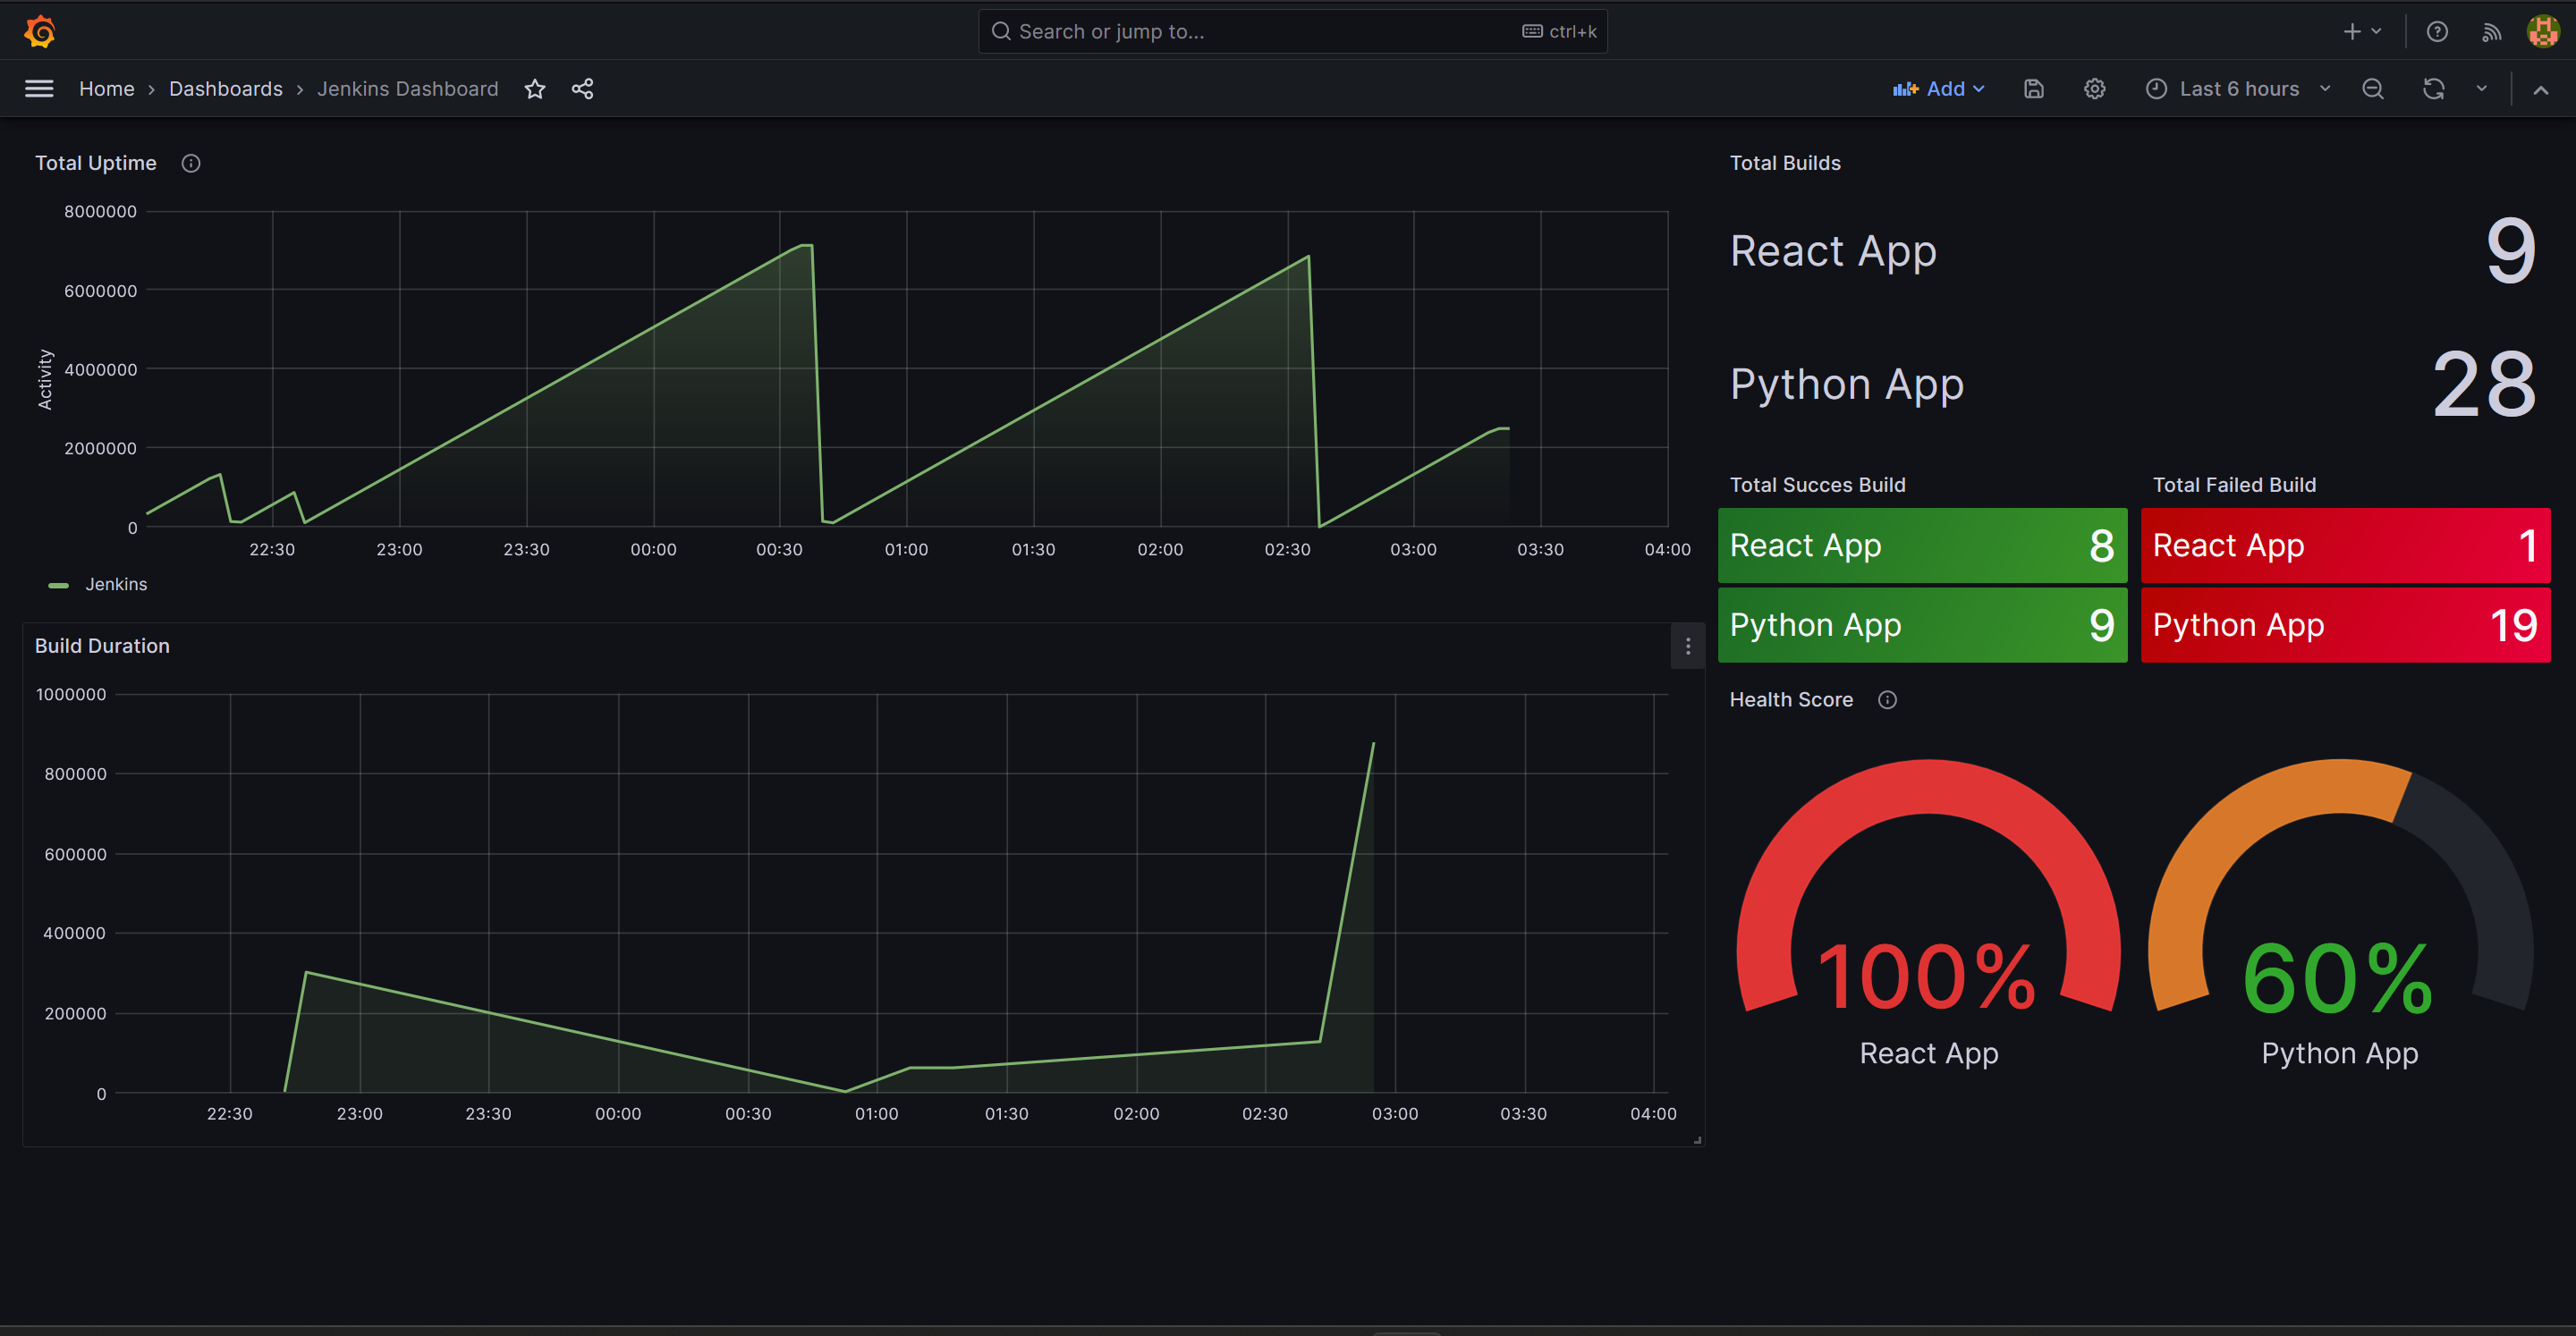 Search or jump to...
ctrl+k
Home › Dashboards › Jenkins Dashboard
Add
Last 6 hours
Total Uptime
8000000
6000000
4000000
2000000
0
Activity
22:30 23:00 23:30 00:00 00:30 01:00 01:30 02:00 02:30 03:00 03:30 04:00
Jenkins
Build Duration
1000000
800000
600000
400000
200000
0
22:30 23:00 23:30 00:00 00:30 01:00 01:30 02:00 02:30 03:00 03:30 04:00
Total Builds
React App 9
Python App 28
Total Succes Build
React App 8
Python App 9
Total Failed Build
React App 1
Python App 19
Health Score
100%
React App
60%
Python App